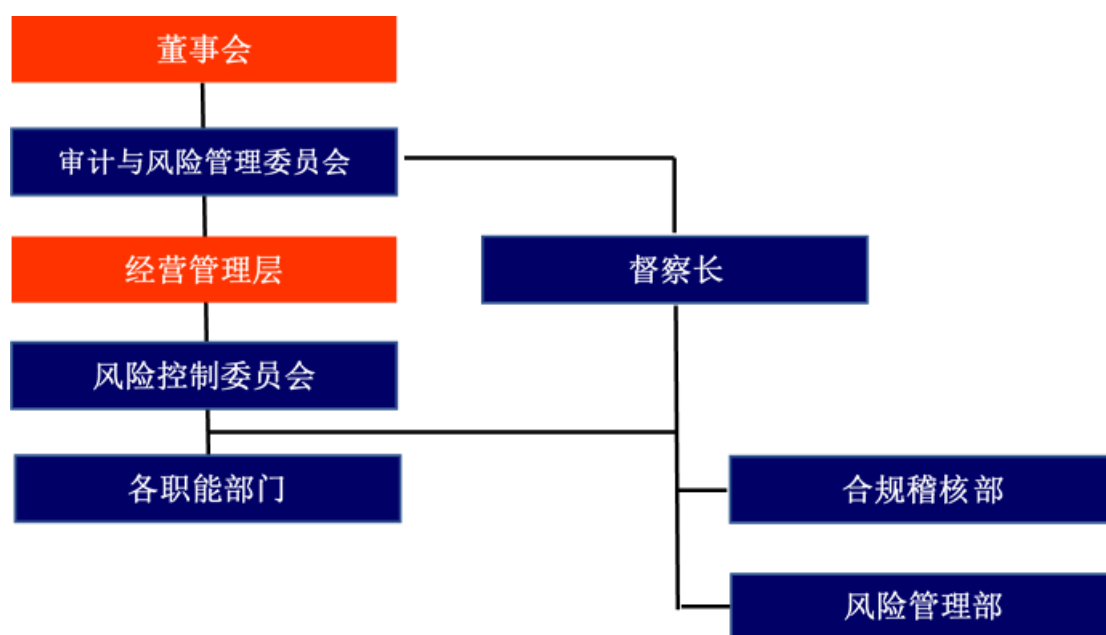 董事会
审计与风险管理委员会
经营管理层
督察长
风险控制委员会
各职能部门
合规稽核部
风险管理部